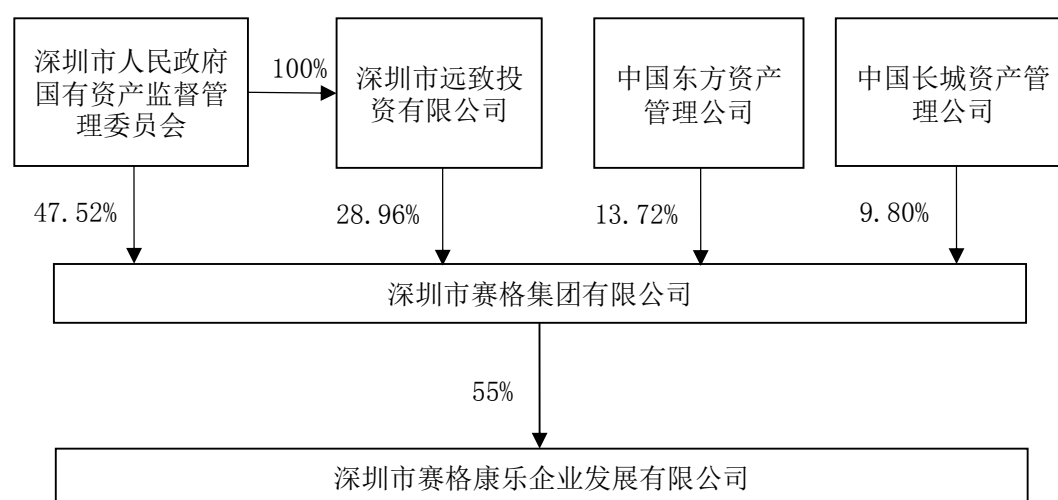 深圳市人民政府
国有资产监督管
理委员会
100%
深圳市远致投
资有限公司
中国东方资产
管理公司
中国长城资产管
理公司
47.52%
28.96%
13.72%
9.80%
深圳市赛格集团有限公司
55%
深圳市赛格康乐企业发展有限公司